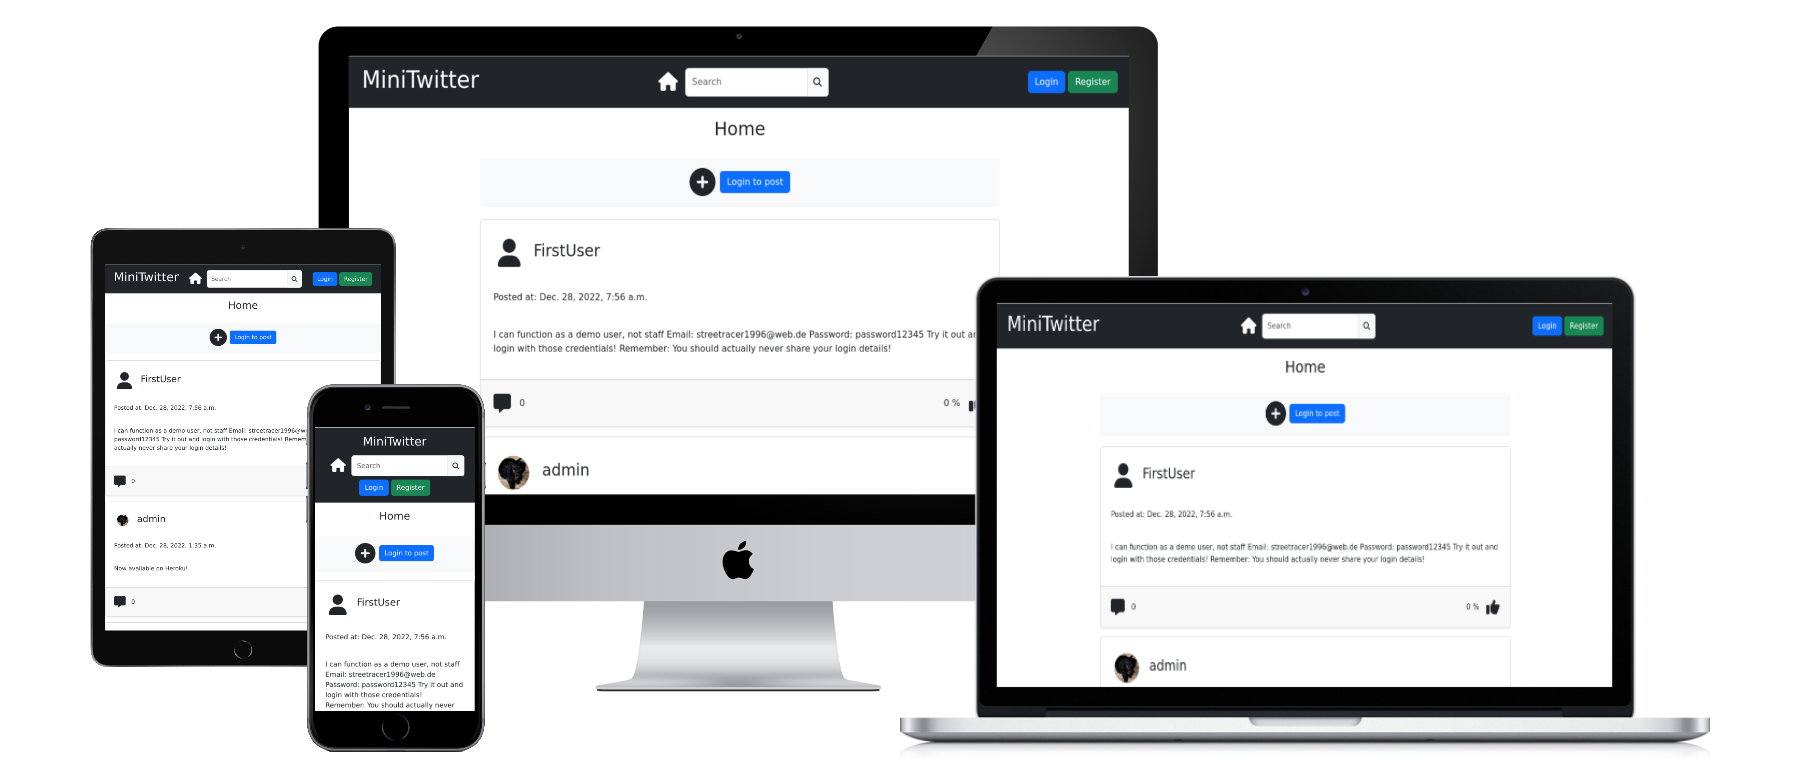 MiniTwitter
Search
Login Register
Home
Login to post
FirstUser
Posted at: Dec. 28, 2022, 7:56 a.m.
I can function as a demo user, not staff Email: streetracer1996@web.de Password: password12345 Try it out
login with those credentials! Remember: You should actually never share your login details!
0
0 %
admin
MiniTwitter
Search
Login Register
Home
Login to post
FirstUser
Posted at: Dec. 28, 2022, 7:56 a.m.
I can function as a demo user, not staff Email: streetracer1996@w
password12345 Try it out and login with those credentials! Remem
actually never share your login details!
0
admin
Posted at: Dec. 28, 2022, 1:35 a.m.
Now available on Heroku!
0
MiniTwitter
Search
Login Register
Home
Login to post
FirstUser
Posted at: Dec. 28, 2022, 7:56 a.m.
I can function as a demo user, not staff
Email: streetracer1996@web.de
Password: password12345 Try it out and
login with those credentials!
Remember: You should actually never
MiniTwitter
Search
Login Register
Home
Login to post
FirstUser
Posted at: Dec. 28, 2022, 7:56 a.m.
I can function as a demo user, not staff Email: streetracer1996@web.de Password: password12345 Try it out and
login with those credentials! Remember: You should actually never share your login details!
0
0 %
admin